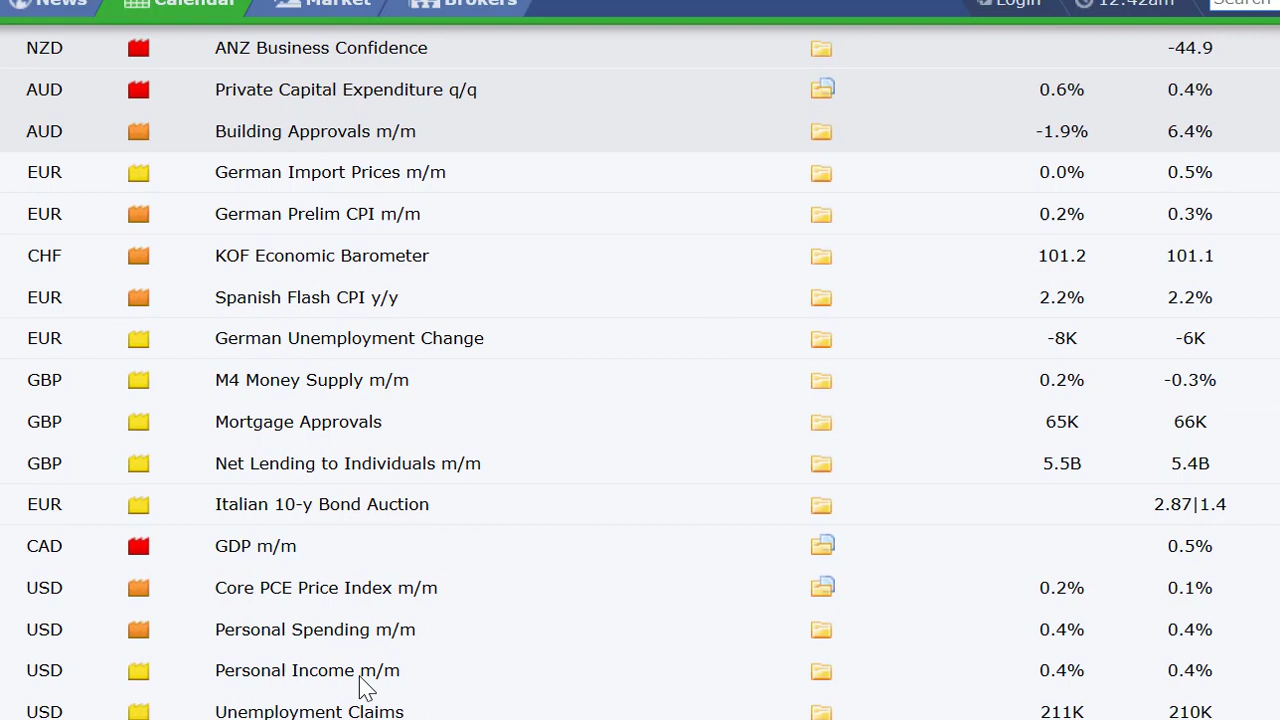 News Calendar Market Brokers Login 12:42am Search
NZD ANZ Business Confidence -44.9
AUD Private Capital Expenditure q/q 0.6% 0.4%
AUD Building Approvals m/m -1.9% 6.4%
EUR German Import Prices m/m 0.0% 0.5%
EUR German Prelim CPI m/m 0.2% 0.3%
CHF KOF Economic Barometer 101.2 101.1
EUR Spanish Flash CPI y/y 2.2% 2.2%
EUR German Unemployment Change -8K -6K
GBP M4 Money Supply m/m 0.2% -0.3%
GBP Mortgage Approvals 65K 66K
GBP Net Lending to Individuals m/m 5.5B 5.4B
EUR Italian 10-y Bond Auction 2.87|1.4
CAD GDP m/m 0.5%
USD Core PCE Price Index m/m 0.2% 0.1%
USD Personal Spending m/m 0.4% 0.4%
USD Personal Income m/m 0.4% 0.4%
USD Unemployment Claims 211K 210K